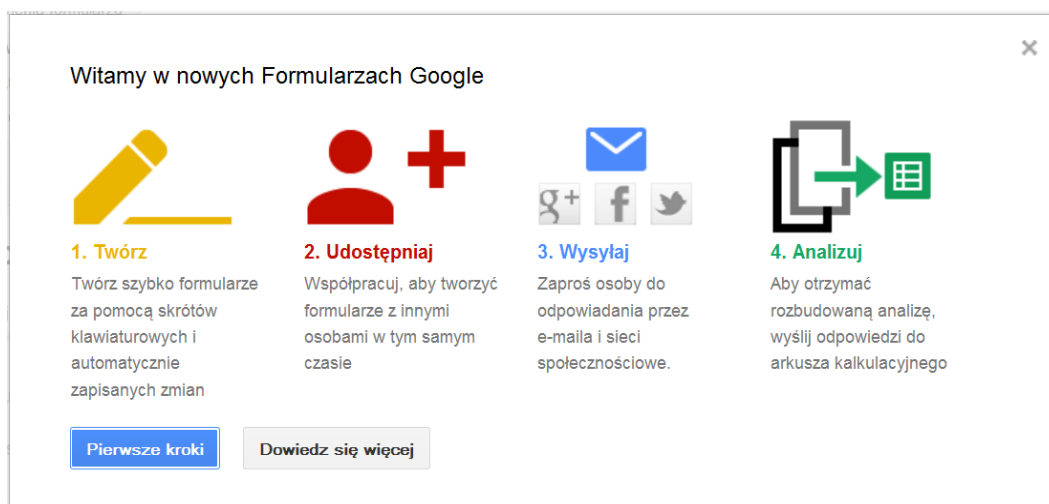 Witamy w nowych Formularzach Google
1. Twórz
Twórz szybko formularze
za pomocą skrótów
klawiaturowych i
automatycznie
zapisanych zmian
2. Udostępniaj
Współpracuj, aby tworzyć
formularze z innymi
osobami w tym samym
czasie
3. Wysyłaj
Zaproś osoby do
odpowiadania przez
e-maila i sieci
społecznościowe.
4. Analizuj
Aby otrzymać
rozbudowaną analizę,
wyślij odpowiedzi do
arkusza kalkulacyjnego
Pierwsze kroki
Dowiedz się więcej